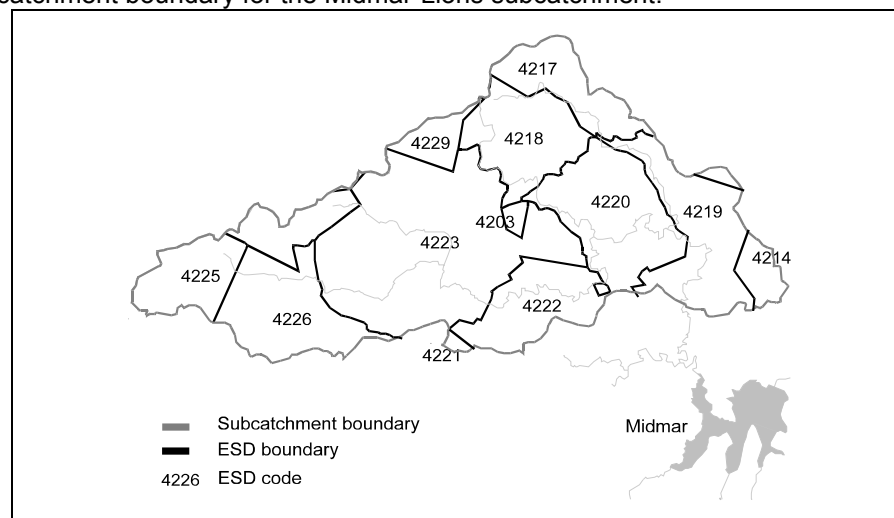 catchment boundary for the Midmar-Lions subcatchment.
4217
4229
4218
4220
4219
4203
4223
4214
4225
4222
4226
4221
Midmar
Subcatchment boundary
ESD boundary
4226 ESD code